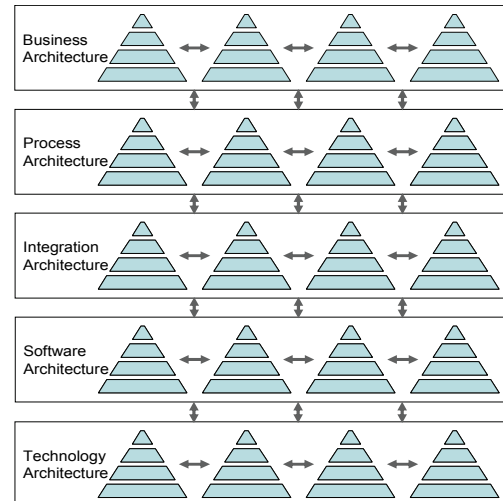 Business
Architecture
Process
Architecture
Integration
Architecture
Software
Architecture
Technology
Architecture